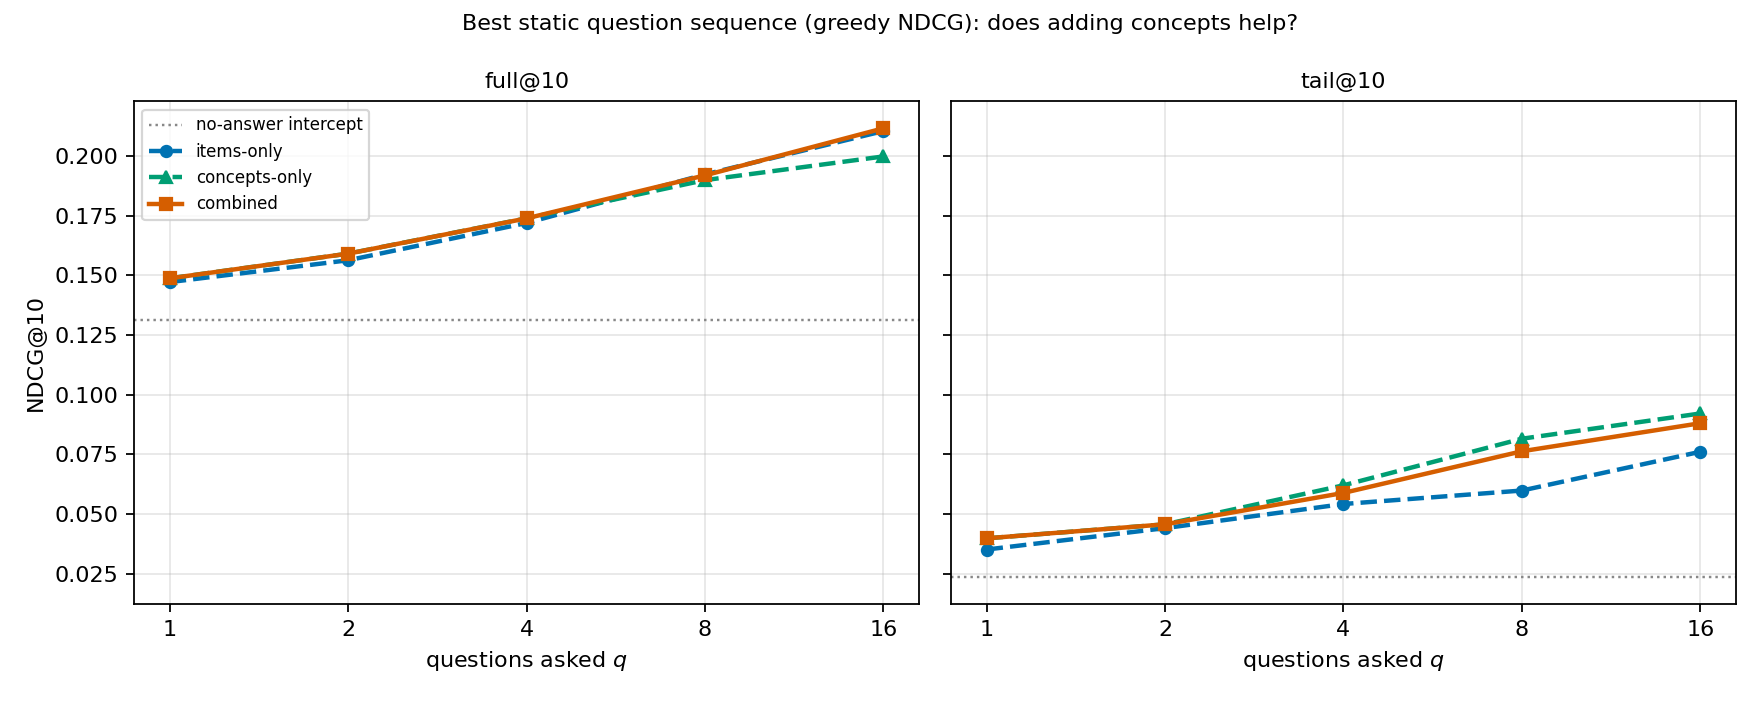 Best static question sequence (greedy NDCG): does adding concepts help?
full@10
no-answer intercept
items-only
concepts-only
combined
NDCG@10
0.200
0.175
0.150
0.125
0.100
0.075
0.050
0.025
1 2 4 8 16
questions asked q
tail@10
1 2 4 8 16
questions asked q